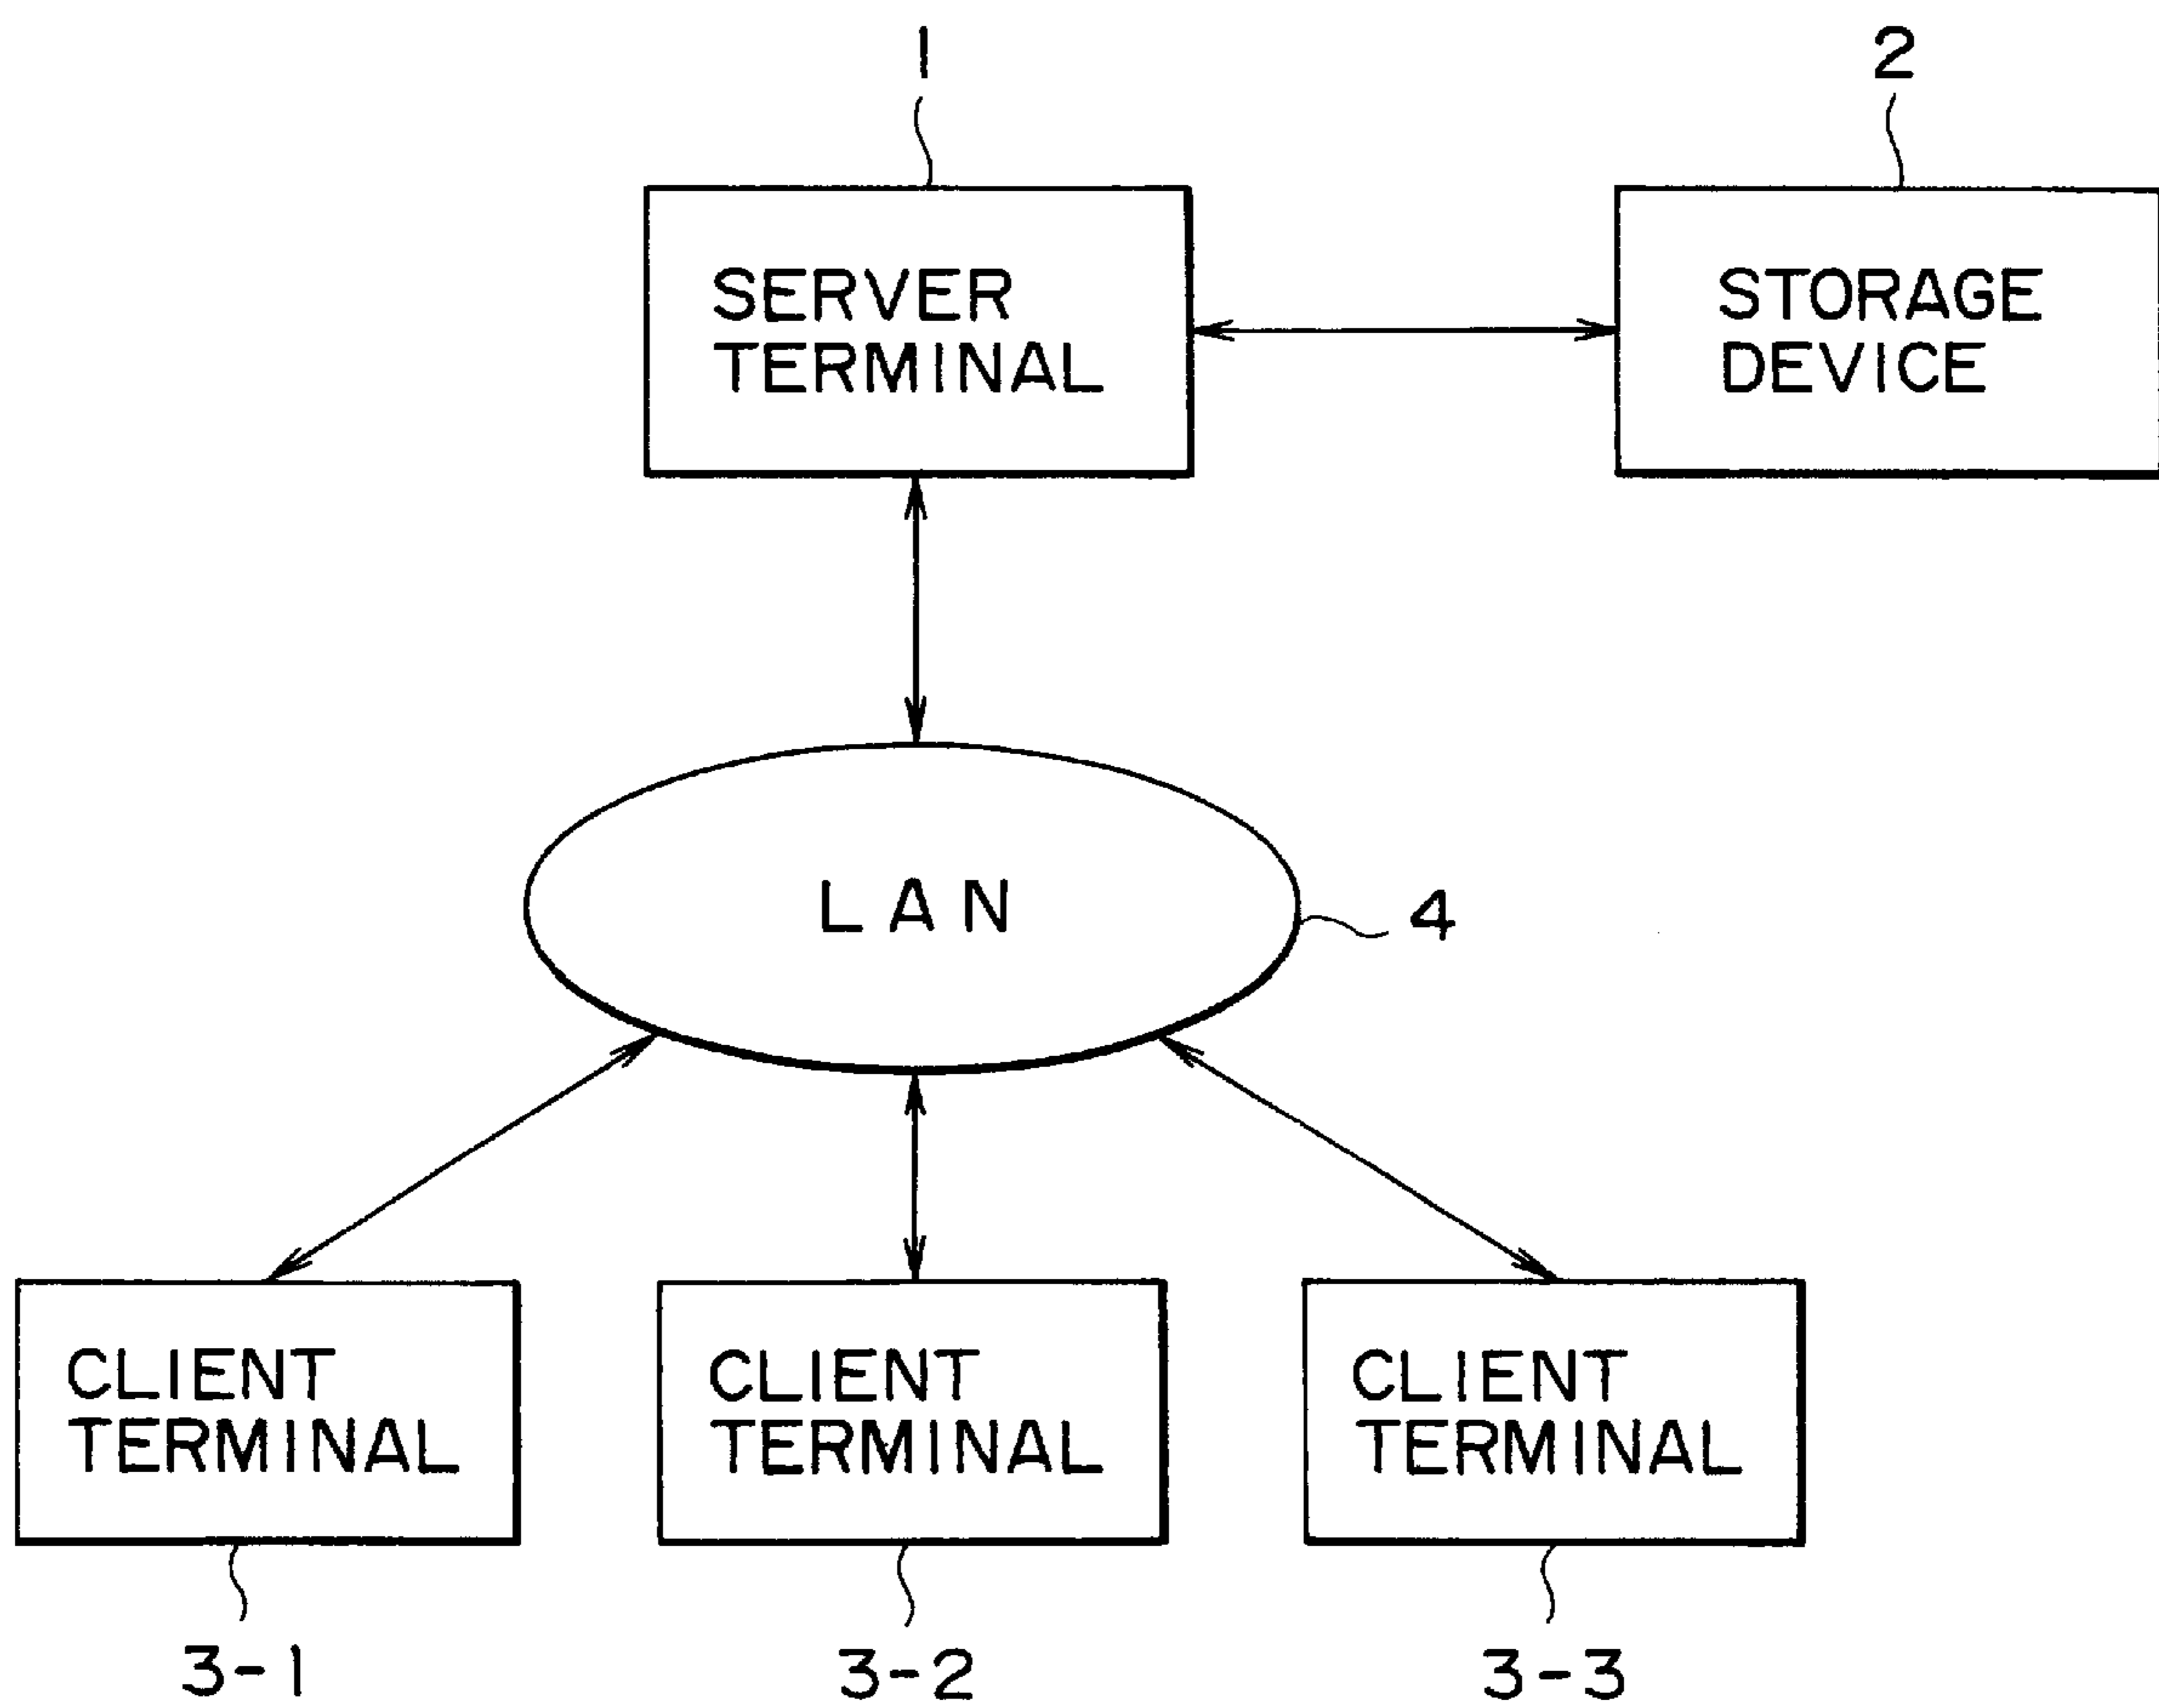 1
2
SERVER
TERMINAL
STORAGE
DEVICE
LAN
4
CLIENT
TERMINAL
CLIENT
TERMINAL
CLIENT
TERMINAL
3-1
3-2
3-3